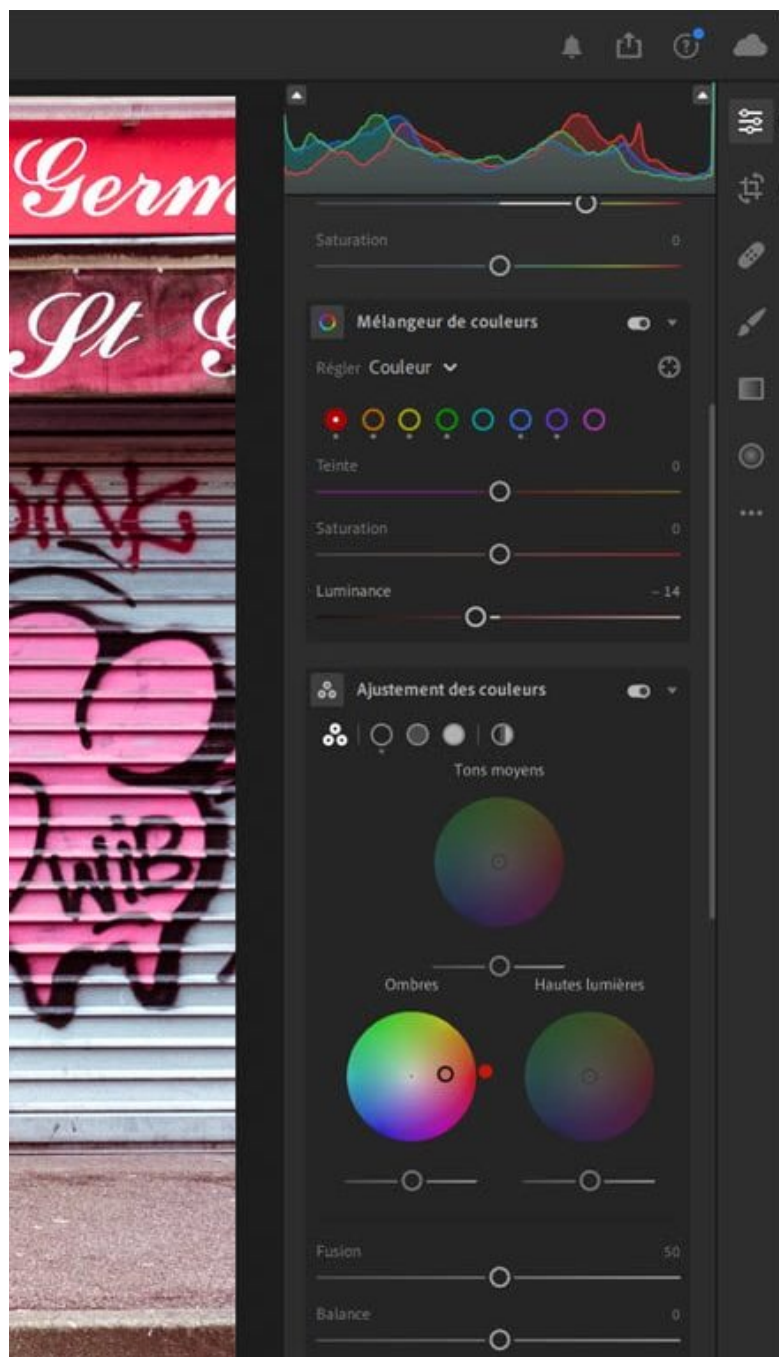 Germ
St G
Saturation 0
Mélangeur de couleurs
Régler Couleur
Teinte 0
Saturation 0
Luminance – 14
Ajustement des couleurs
Tons moyens
WiB
Ombres Hautes lumières
Fusion 50
Balance 0